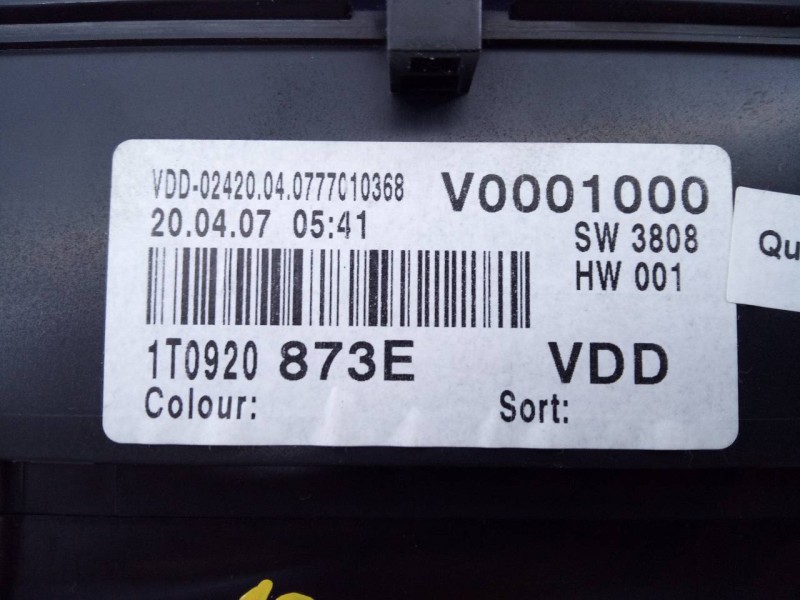 VDD-02420.04.0777010368 V0001000
20.04.07 05:41 SW 3808
HW 001
1T0920 873E VDD
Colour: Sort: